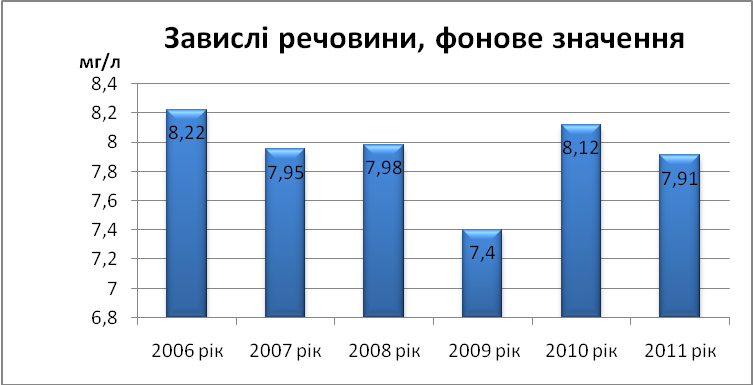 Зависlі речовини, фонове значення
мг/л
8,4
8,2
8
7,8
7,6
7,4
7,2
7
6,8
8,22
7,95
7,98
7,4
8,12
7,91
2006 рік
2007 рік
2008 рік
2009 рік
2010 рік
2011 рік